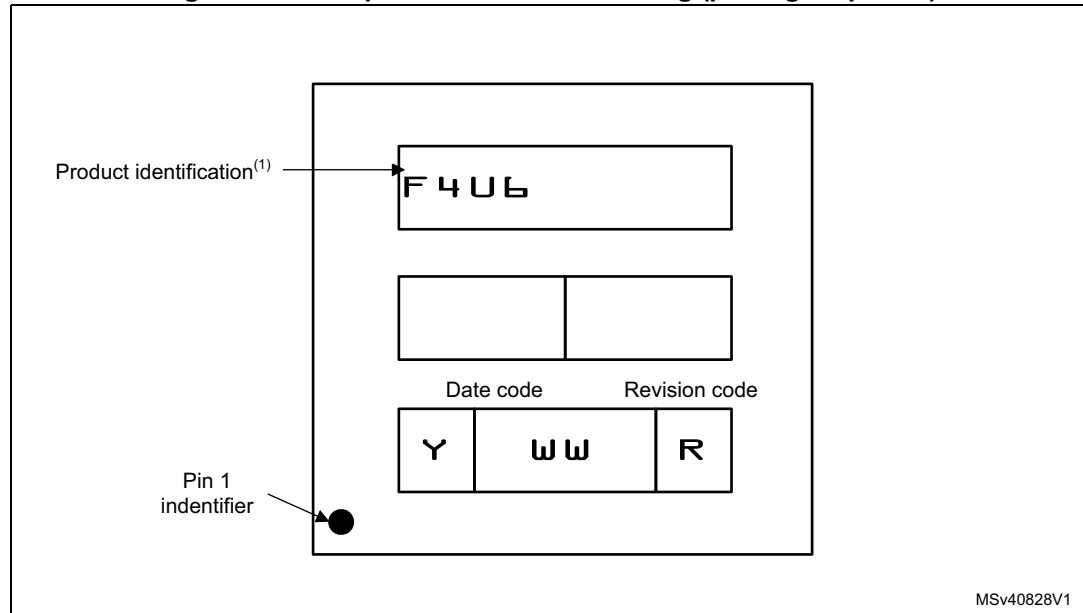 Product identification(1)
F4U6
Date code Revision code
Y WW R
Pin 1
indentifier
MSv40828V1